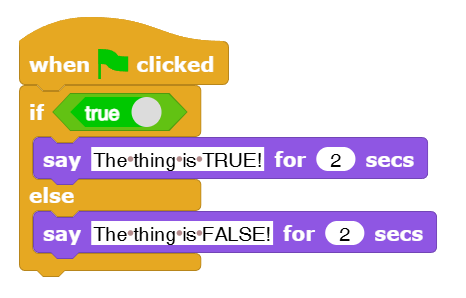 when clicked
if true
say The thing is TRUE! for 2 secs
else
say The thing is FALSE! for 2 secs